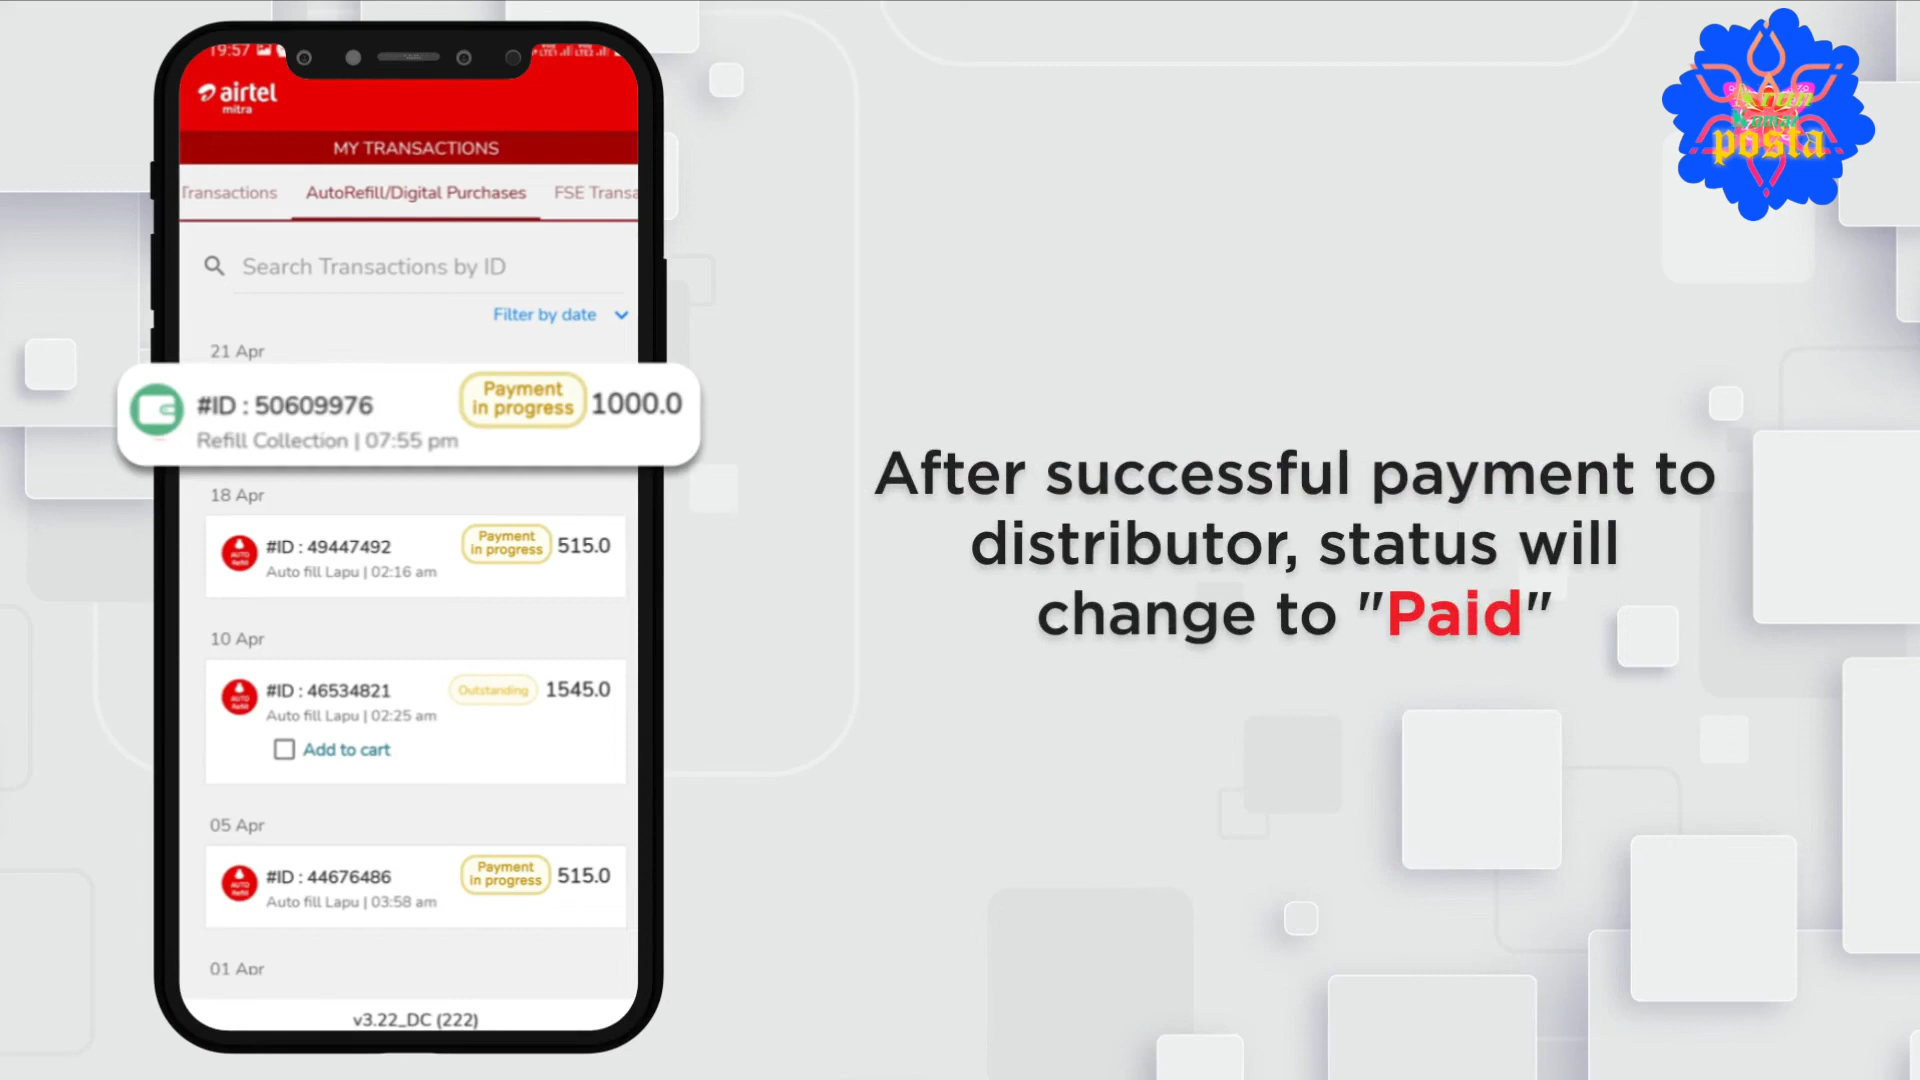 19:57
airtel
mitra
MY TRANSACTIONS
Transactions
AutoRefill/Digital Purchases
FSE Transa
Search Transactions by ID
Filter by date
21 Apr
#ID : 50609976
Payment
in progress
1000.0
Refill Collection | 07:55 pm
18 Apr
#ID : 49447492
Payment
in progress
515.0
Auto fill Lapu | 02:16 am
10 Apr
#ID : 46534821
Outstanding
1545.0
Auto fill Lapu | 02:25 am
Add to cart
05 Apr
#ID : 44676486
Payment
in progress
515.0
Auto fill Lapu | 03:58 am
01 Apr
v3.22_DC (222)
After successful payment to
distributor, status will
change to "Paid"
Kumar
posta